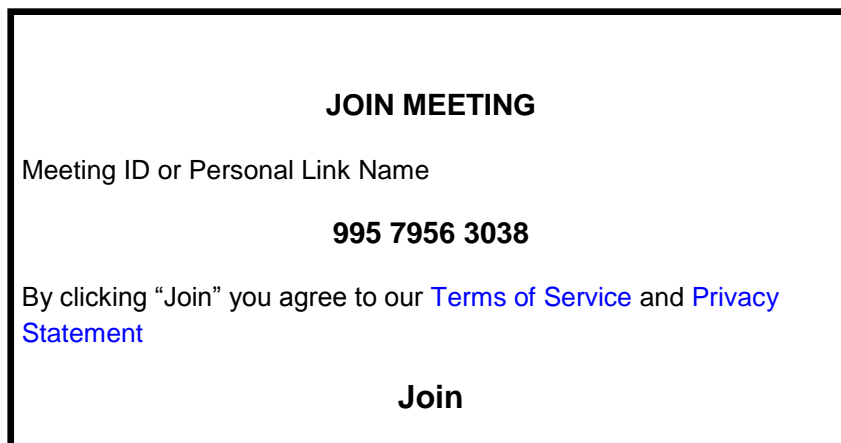 JOIN MEETING
Meeting ID or Personal Link Name
995 7956 3038
By clicking “Join” you agree to our Terms of Service and Privacy
Statement
Join